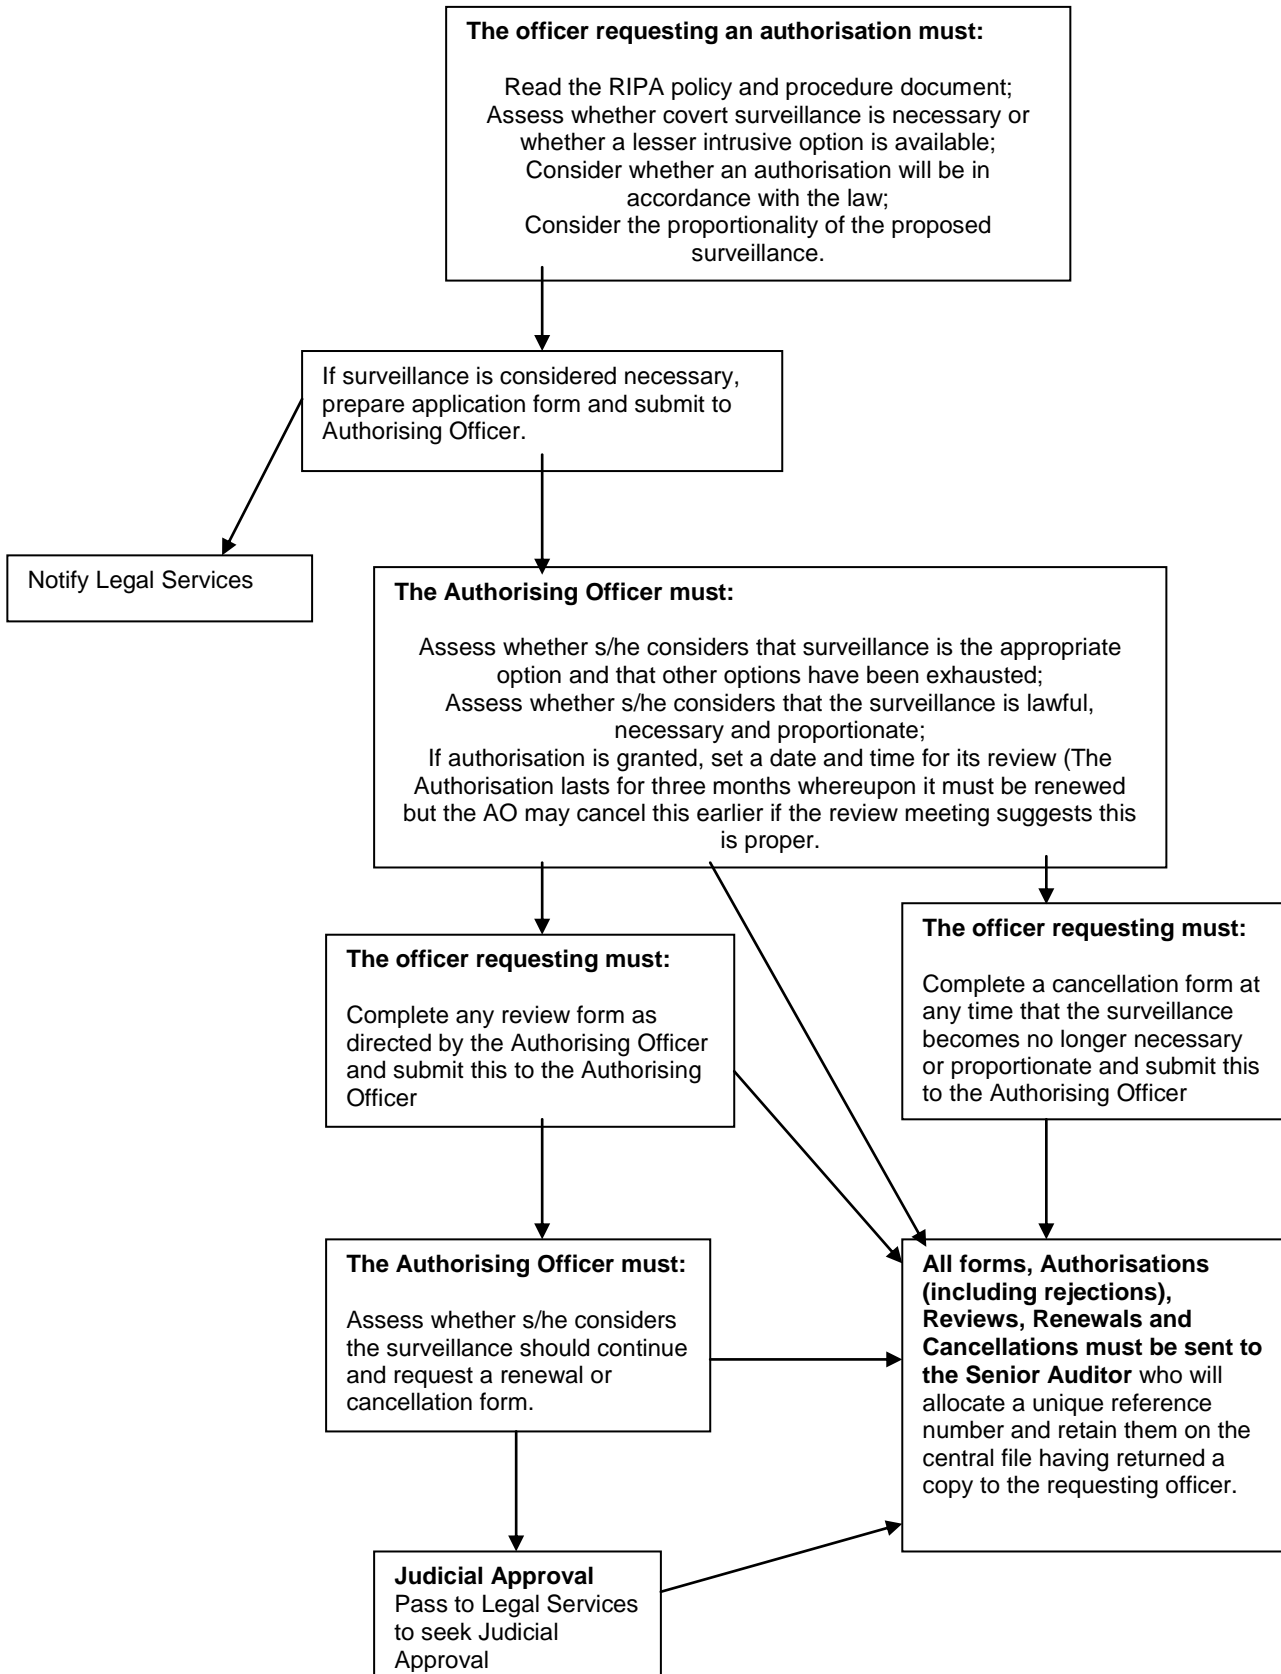 The officer requesting an authorisation must:
Read the RIPA policy and procedure document;
Assess whether covert surveillance is necessary or
whether a lesser intrusive option is available;
Consider whether an authorisation will be in
accordance with the law;
Consider the proportionality of the proposed
surveillance.
If surveillance is considered necessary,
prepare application form and submit to
Authorising Officer.
Notify Legal Services
The Authorising Officer must:
Assess whether s/he considers that surveillance is the appropriate
option and that other options have been exhausted;
Assess whether s/he considers that the surveillance is lawful,
necessary and proportionate;
If authorisation is granted, set a date and time for its review (The
Authorisation lasts for three months whereupon it must be renewed
but the AO may cancel this earlier if the review meeting suggests this
is proper.
The officer requesting must:
Complete any review form as
directed by the Authorising Officer
and submit this to the Authorising
Officer
The officer requesting must:
Complete a cancellation form at
any time that the surveillance
becomes no longer necessary
or proportionate and submit this
to the Authorising Officer
The Authorising Officer must:
Assess whether s/he considers
the surveillance should continue
and request a renewal or
cancellation form.
All forms, Authorisations
(including rejections),
Reviews, Renewals and
Cancellations must be sent to
the Senior Auditor who will
allocate a unique reference
number and retain them on the
central file having returned a
copy to the requesting officer.
Judicial Approval
Pass to Legal Services
to seek Judicial
Approval